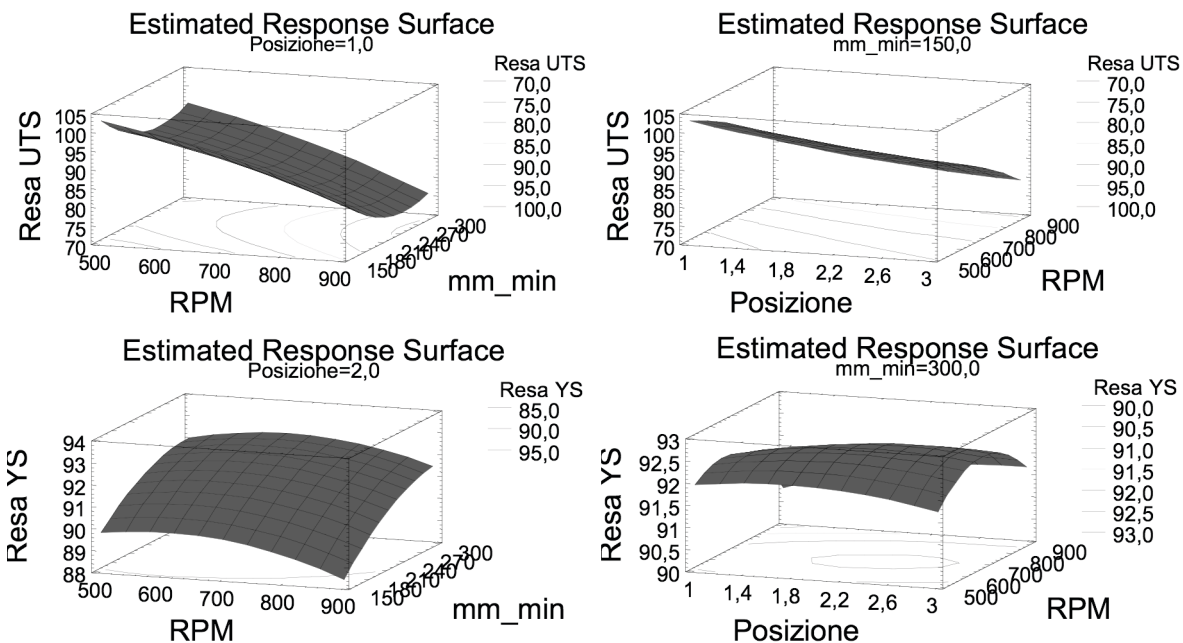 Estimated Response Surface
Posizione=1,0
Resa UTS
70,0
75,0
80,0
85,0
90,0
95,0
100,0
Resa UTS
105
100
95
90
85
80
75
70
500 600 700 800 900
RPM
150 180 210 240 270 300
mm_min
Estimated Response Surface
mm_min=150,0
Resa UTS
70,0
75,0
80,0
85,0
90,0
95,0
100,0
Resa UTS
105
100
95
90
85
80
75
70
1 1,4 1,8 2,2 2,6 3
Posizione
500 600 700 800 900
RPM
Estimated Response Surface
Posizione=2,0
Resa YS
85,0
90,0
95,0
Resa YS
94
93
92
91
90
89
88
500 600 700 800 900
RPM
150 180 210 240 270 300
mm_min
Estimated Response Surface
mm_min=300,0
Resa YS
90,0
90,5
91,0
91,5
92,0
92,5
93,0
Resa YS
93
92,5
92
91,5
91
90,5
90
1 1,4 1,8 2,2 2,6 3
Posizione
500 600 700 800 900
RPM